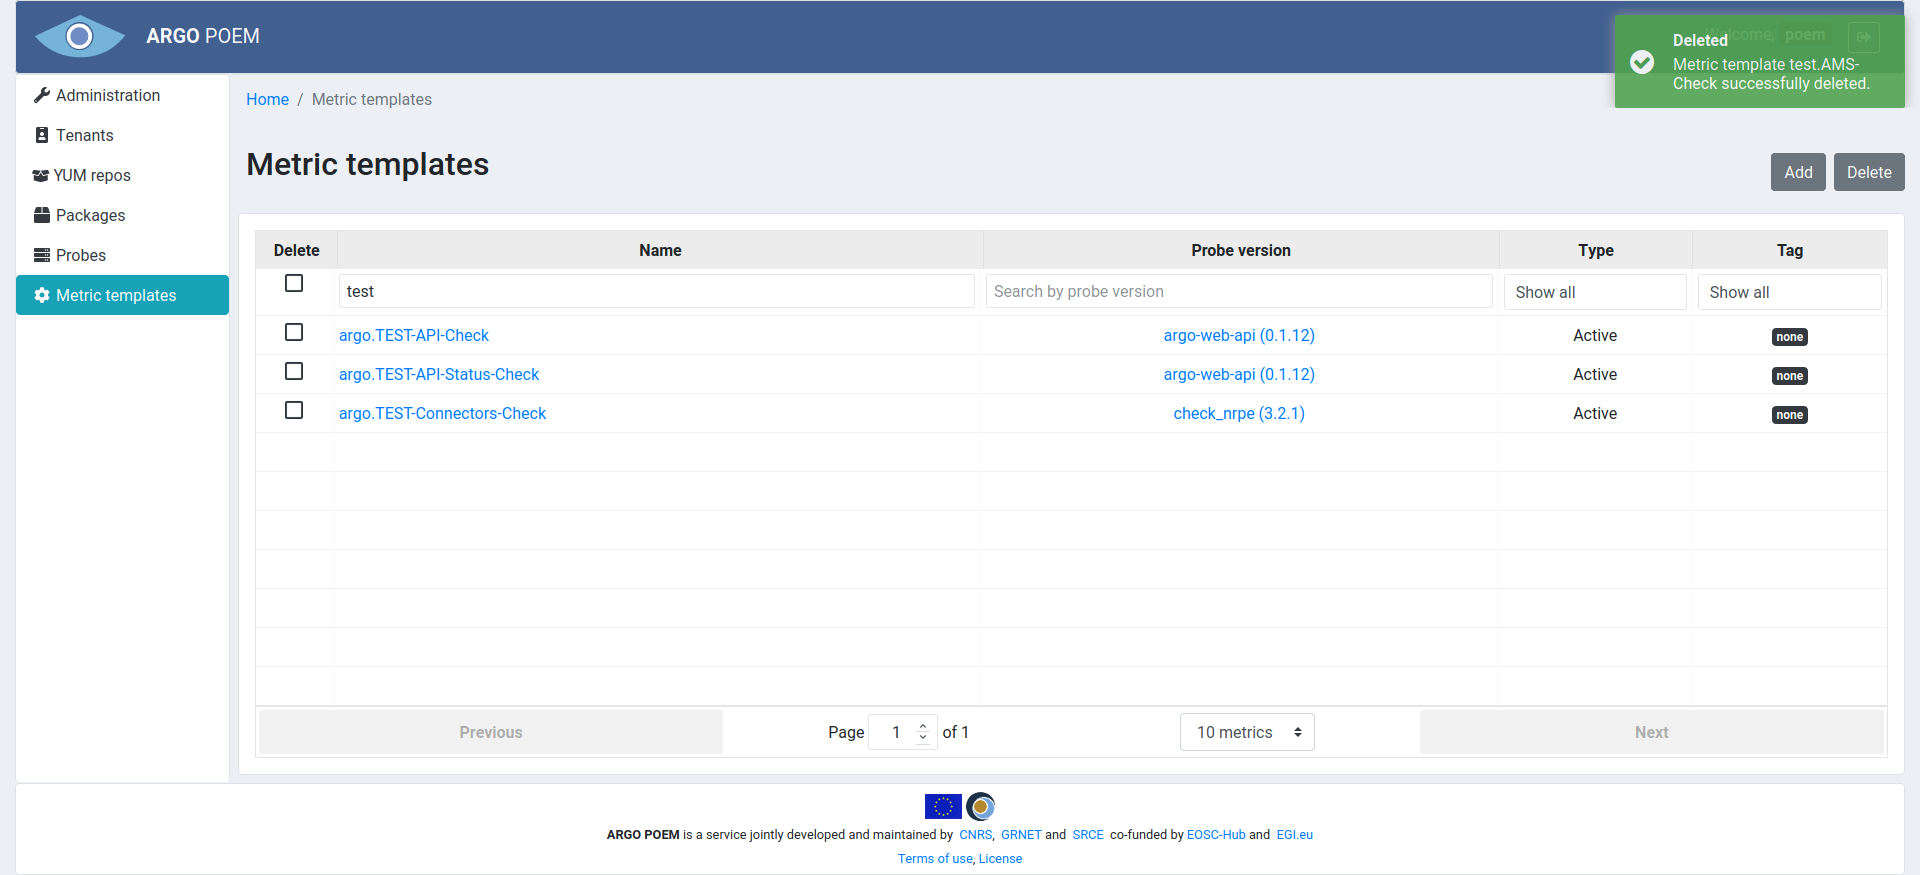 ARGO POEM
Welcome, poem
Deleted
Metric template test.AMS-
Check successfully deleted.
Administration
Tenants
YUM repos
Packages
Probes
Metric templates
Home / Metric templates
Metric templates
Add Delete
Delete Name Probe version Type Tag
test Search by probe version Show all Show all
argo.TEST-API-Check argo-web-api (0.1.12) Active none
argo.TEST-API-Status-Check argo-web-api (0.1.12) Active none
argo.TEST-Connectors-Check check_nrpe (3.2.1) Active none
Previous Page 1 of 1 10 metrics Next
ARGO POEM is a service jointly developed and maintained by CNRS, GRNET and SRCE co-funded by EOSC-Hub and EGI.eu
Terms of use, License